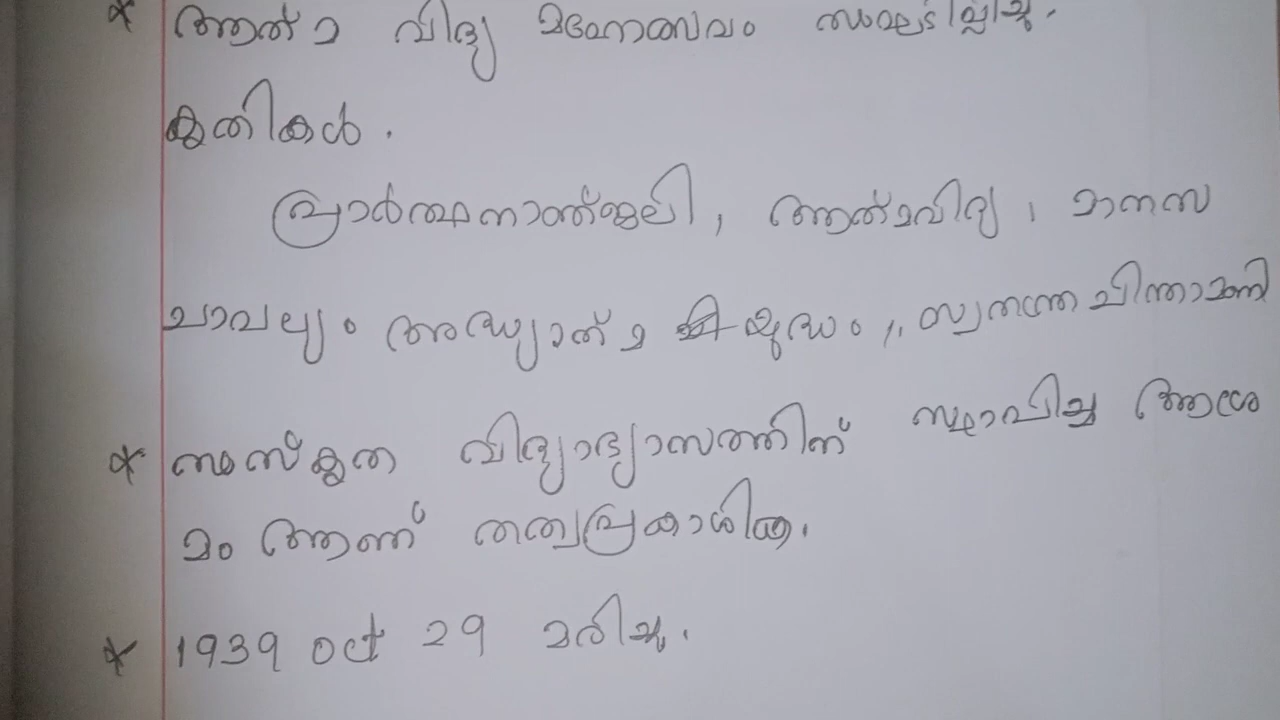 * ആത്മ വിദ്യ മഹോത്സവം സംഘടിപ്പിച്ചു.
കൃതികൾ.
പ്രാർത്ഥനാഞ്ജലി, ആത്മവിദ്യ, മാനസ
ചാപല്യം അദ്ധ്യാത്മ യുദ്ധം,, സ്വതന്ത്ര ചിന്താമണി
* സംസ്കൃത വിദ്യാഭ്യാസത്തിന് സ്ഥാപിച്ച ആശ്ര
മം ആണ് തത്വപ്രകാശിക.
* 1939 oct 29 മരിച്ചു.